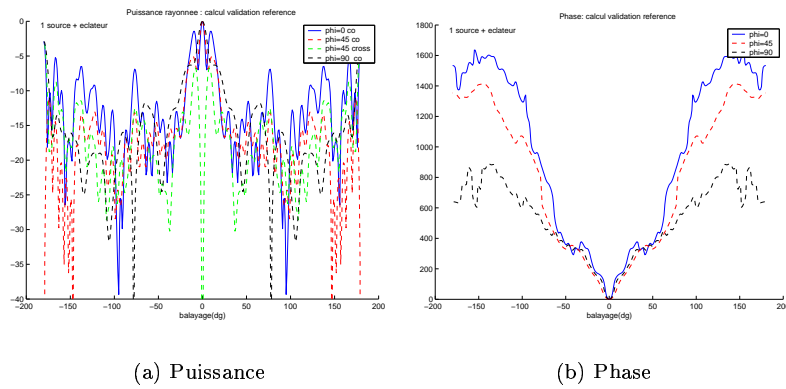 Puissance rayonnee : calcul validation reference
1 source + eclateur
phi=0 co
phi=45 co
phi=45 cross
phi=90 co
0
−5
−10
−15
−20
−25
−30
−35
−40
−200 −150 −100 −50 0 50 100 150 200
balayage(dg)
(a) Puissance
Phase: calcul validation reference
1 source + eclateur
phi=0
phi=45
phi=90
1800
1600
1400
1200
1000
800
600
400
200
0
−200 −150 −100 −50 0 50 100 150 200
balayage(dg)
(b) Phase